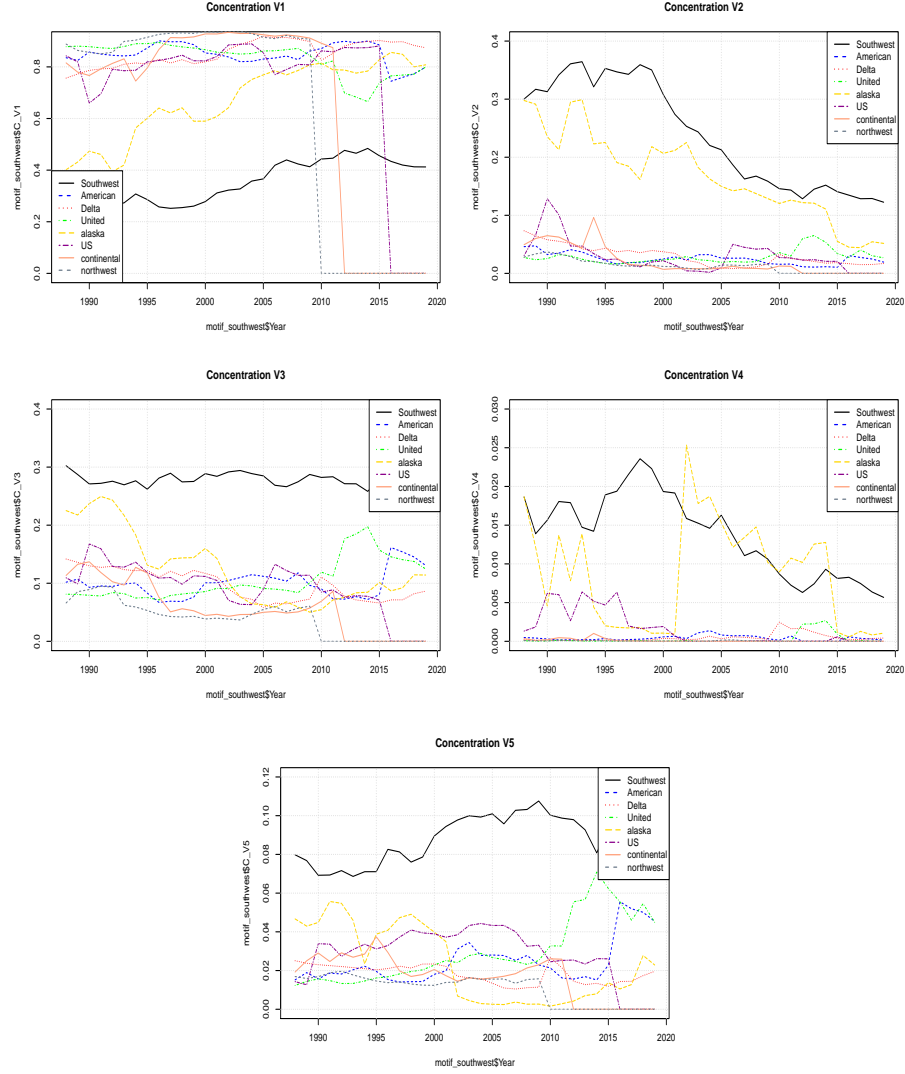 Concentration V1
motif_southwest$C_V1
0.0
0.2
0.4
0.6
0.8
Southwest
American
Delta
United
alaska
US
continental
northwest
1990
1995
2000
2005
2010
2015
2020
motif_southwest$Year
Concentration V2
motif_southwest$C_V2
0.0
0.1
0.2
0.3
0.4
Southwest
American
Delta
United
alaska
US
continental
northwest
1990
1995
2000
2005
2010
2015
2020
motif_southwest$Year
Concentration V3
motif_southwest$C_V3
0.0
0.1
0.2
0.3
0.4
Southwest
American
Delta
United
alaska
US
continental
northwest
1990
1995
2000
2005
2010
2015
2020
motif_southwest$Year
Concentration V4
motif_southwest$C_V4
0.000
0.005
0.010
0.015
0.020
0.025
0.030
Southwest
American
Delta
United
alaska
US
continental
northwest
1990
1995
2000
2005
2010
2015
2020
motif_southwest$Year
Concentration V5
motif_southwest$C_V5
0.00
0.02
0.04
0.06
0.08
0.10
0.12
Southwest
American
Delta
United
alaska
US
continental
northwest
1990
1995
2000
2005
2010
2015
2020
motif_southwest$Year